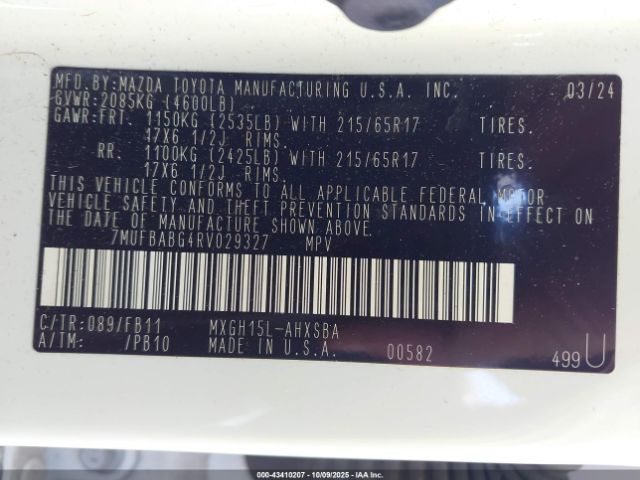 MFD.BY:MAZDA TOYOTA MANUFACTURING U.S.A. INC. 03/24
GVWR:2085KG (4600LB)
GAWR:FRT. 1150KG (2535LB) WITH 215/65R17 TIRES.
17X6 1/2J RIMS.
RR. 1100KG (2425LB) WITH 215/65R17 TIRES.
17X6 1/2J RIMS.
THIS VEHICLE CONFORMS TO ALL APPLICABLE FEDERAL MOTOR
VEHICLE SAFETY AND THEFT PREVENTION STANDARDS IN EFFECT ON
THE DATE OF MANUFACTURE SHOWN ABOVE.
7MUFBABG4RV029327 MPV
C/TR:089/FB11 MXGH15L-AHXSBA
A/TM: /PB10 MADE IN U.S.A. 00582 499U
000-43410207 - 10/09/2025 - IAA, Inc.